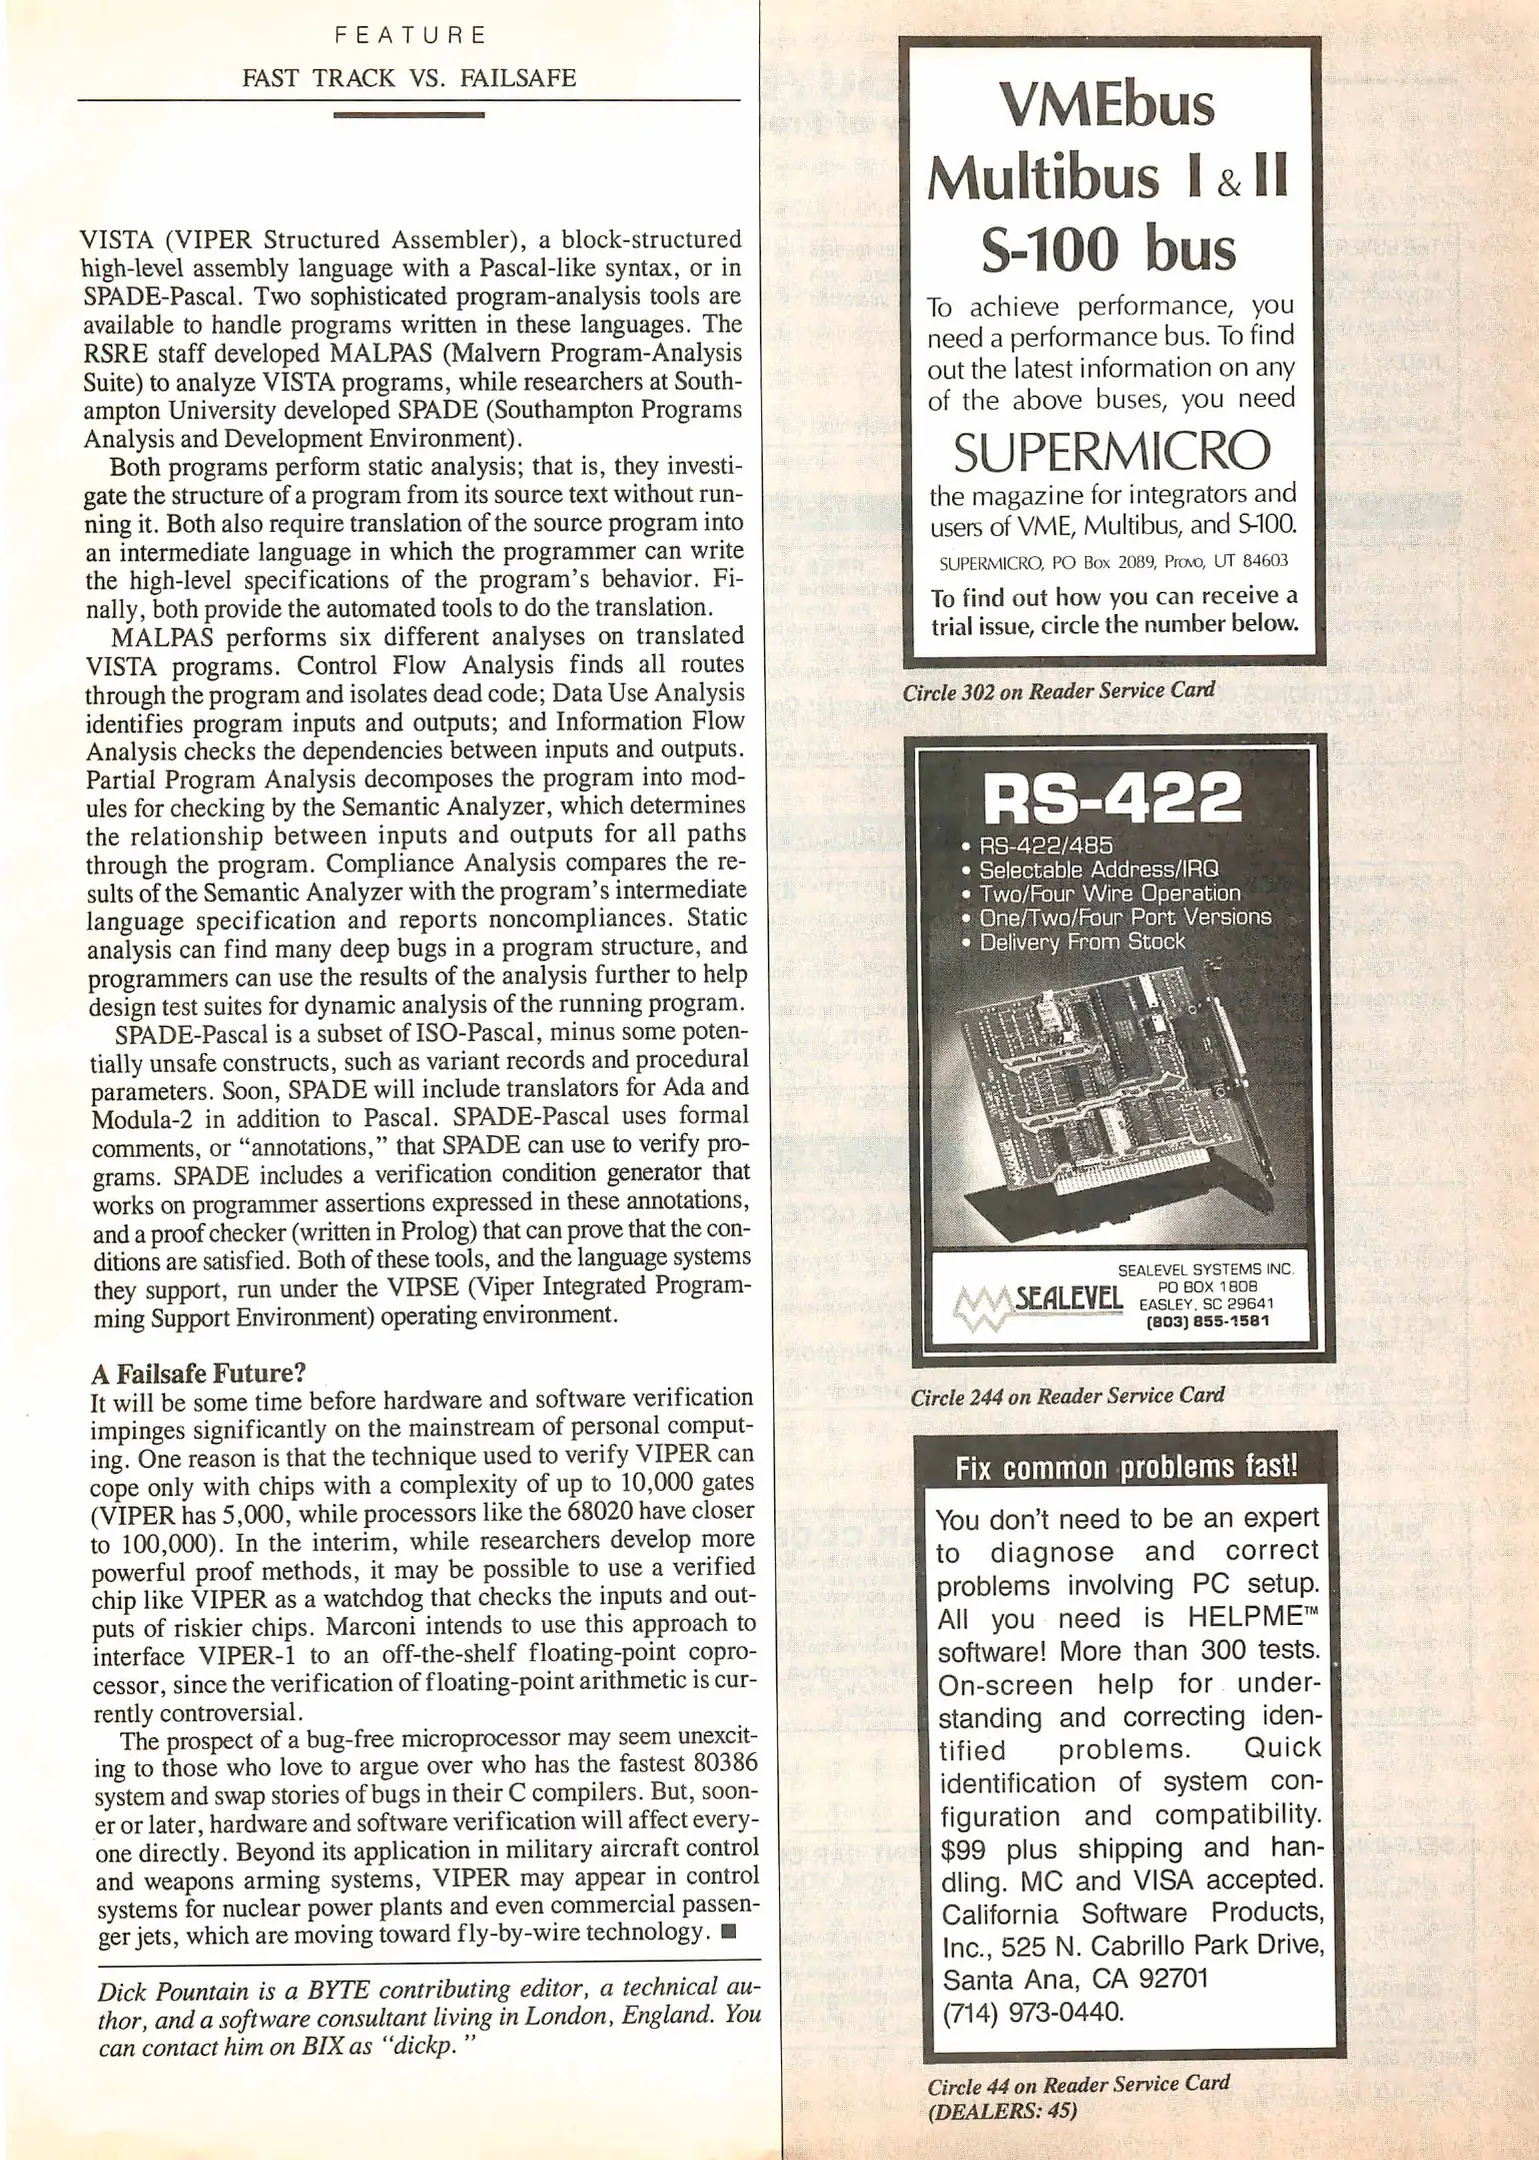 FEATURE
FAST TRACK VS. FAILSAFE
VISTA (VIPER Structured Assembler), a block-structured
high-level assembly language with a Pascal-like syntax, or in
SPADE-Pascal. Two sophisticated program-analysis tools are
available to handle programs written in these languages. The
RSRE staff developed MALPAS (Malvern Program-Analysis
Suite) to analyze VISTA programs, while researchers at South-
ampton University developed SPADE (Southampton Programs
Analysis and Development Environment).
Both programs perform static analysis; that is, they investi-
gate the structure of a program from its source text without run-
ning it. Both also require translation of the source program into
an intermediate language in which the programmer can write
the high-level specifications of the program's behavior. Fi-
nally, both provide the automated tools to do the translation.
MALPAS performs six different analyses on translated
VISTA programs. Control Flow Analysis finds all routes
through the program and isolates dead code; Data Use Analysis
identifies program inputs and outputs; and Information Flow
Analysis checks the dependencies between inputs and outputs.
Partial Program Analysis decomposes the program into mod-
ules for checking by the Semantic Analyzer, which determines
the relationship between inputs and outputs for all paths
through the program. Compliance Analysis compares the re-
sults of the Semantic Analyzer with the program's intermediate
language specification and reports noncompliances. Static
analysis can find many deep bugs in a program structure, and
programmers can use the results of the analysis further to help
design test suites for dynamic analysis of the running program.
SPADE-Pascal is a subset of ISO-Pascal, minus some poten-
tially unsafe constructs, such as variant records and procedural
parameters. Soon, SPADE will include translators for Ada and
Modula-2 in addition to Pascal. SPADE-Pascal uses formal
comments, or "annotations," that SPADE can use to verify pro-
grams. SPADE includes a verification condition generator that
works on programmer assertions expressed in these annotations,
and a proof checker (written in Prolog) that can prove that the con-
ditions are satisfied. Both of these tools, and the language systems
they support, run under the VIPSE (Viper Integrated Program-
ming Support Environment) operating environment.
A Failsafe Future?
It will be some time before hardware and software verification
impinges significantly on the mainstream of personal comput-
ing. One reason is that the technique used to verify VIPER can
cope only with chips with a complexity of up to 10,000 gates
(VIPER has 5,000, while processors like the 68020 have closer
to 100,000). In the interim, while researchers develop more
powerful proof methods, it may be possible to use a verified
chip like VIPER as a watchdog that checks the inputs and out-
puts of riskier chips. Marconi intends to use this approach to
interface VIPER-1 to an off-the-shelf floating-point copro-
cessor, since the verification of floating-point arithmetic is cur-
rently controversial.
The prospect of a bug-free microprocessor may seem unexcit-
ing to those who love to argue over who has the fastest 80386
system and swap stories of bugs in their C compilers. But, soon-
er or later, hardware and software verification will affect every-
one directly. Beyond its application in military aircraft control
and weapons arming systems, VIPER may appear in control
systems for nuclear power plants and even commercial passen-
ger jets, which are moving toward fly-by-wire technology. ■
Dick Pountain is a BYTE contributing editor, a technical au-
thor, and a software consultant living in London, England. You
can contact him on BIX as "dickp."
VMEbus
Multibus I & II
S-100 bus
To achieve performance, you
need a performance bus. To find
out the latest information on any
of the above buses, you need
SUPERMICRO
the magazine for integrators and
users of VME, Multibus, and S-100.
SUPERMICRO, PO Box 2089, Provo, UT 84603
To find out how you can receive a
trial issue, circle the number below.
Circle 302 on Reader Service Card
RS-422
• RS-422/485
• Selectable Address/IRQ
• Two/Four Wire Operation
• One/Two/Four Port Versions
• Delivery From Stock
SEALEVEL
SEALEVEL SYSTEMS INC.
PO BOX 1808
EASLEY, SC 29641
(803) 855-1581
Circle 244 on Reader Service Card
Fix common problems fast!
You don't need to be an expert
to diagnose and correct
problems involving PC setup.
All you need is HELPME™
software! More than 300 tests.
On-screen help for under-
standing and correcting iden-
tified problems. Quick
identification of system con-
figuration and compatibility.
$99 plus shipping and han-
dling. MC and VISA accepted.
California Software Products,
Inc., 525 N. Cabrillo Park Drive,
Santa Ana, CA 92701
(714) 973-0440.
Circle 44 on Reader Service Card
(DEALERS: 45)